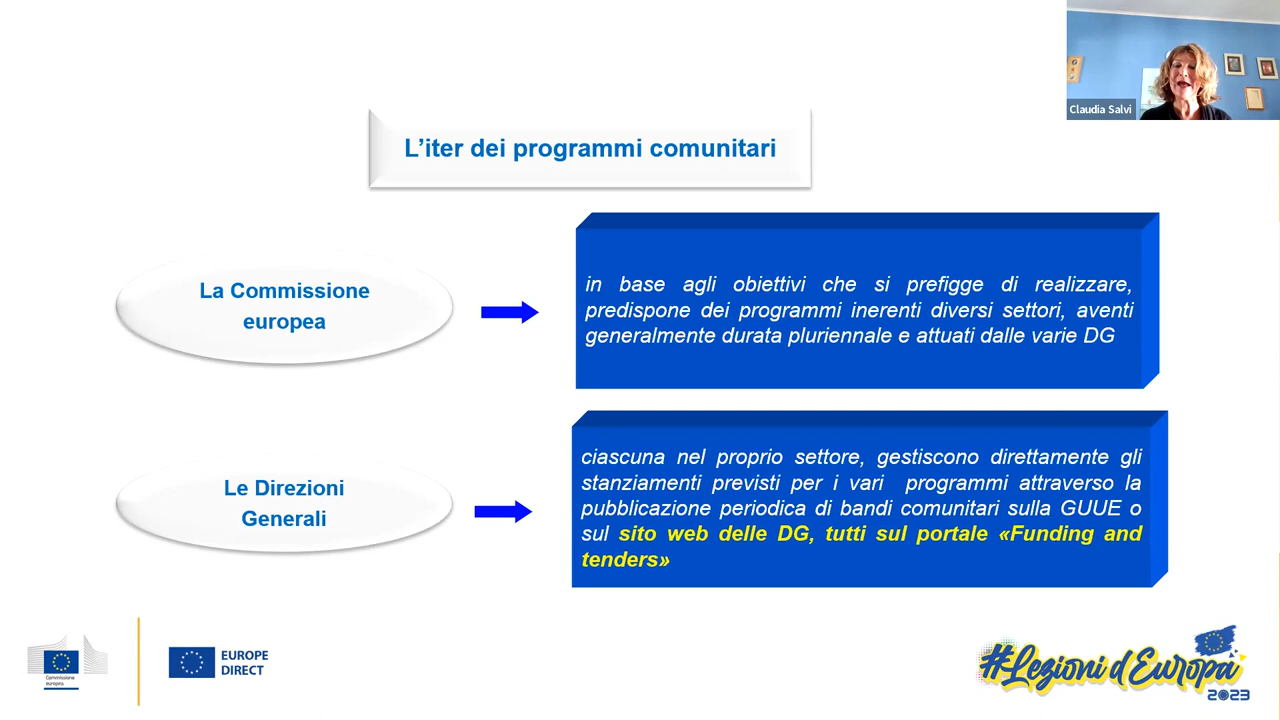 Claudia Salvi
L’iter dei programmi comunitari
La Commissione
europea
in base agli obiettivi che si prefigge di realizzare,
predispone dei programmi inerenti diversi settori, aventi
generalmente durata pluriennale e attuati dalle varie DG
Le Direzioni
Generali
ciascuna nel proprio settore, gestiscono direttamente gli
stanziamenti previsti per i vari programmi attraverso la
pubblicazione periodica di bandi comunitari sulla GUUE o
sul sito web delle DG, tutti sul portale «Funding and
tenders»
Commissione
europea
EUROPE
DIRECT
#Lezioni d'Europa
2023